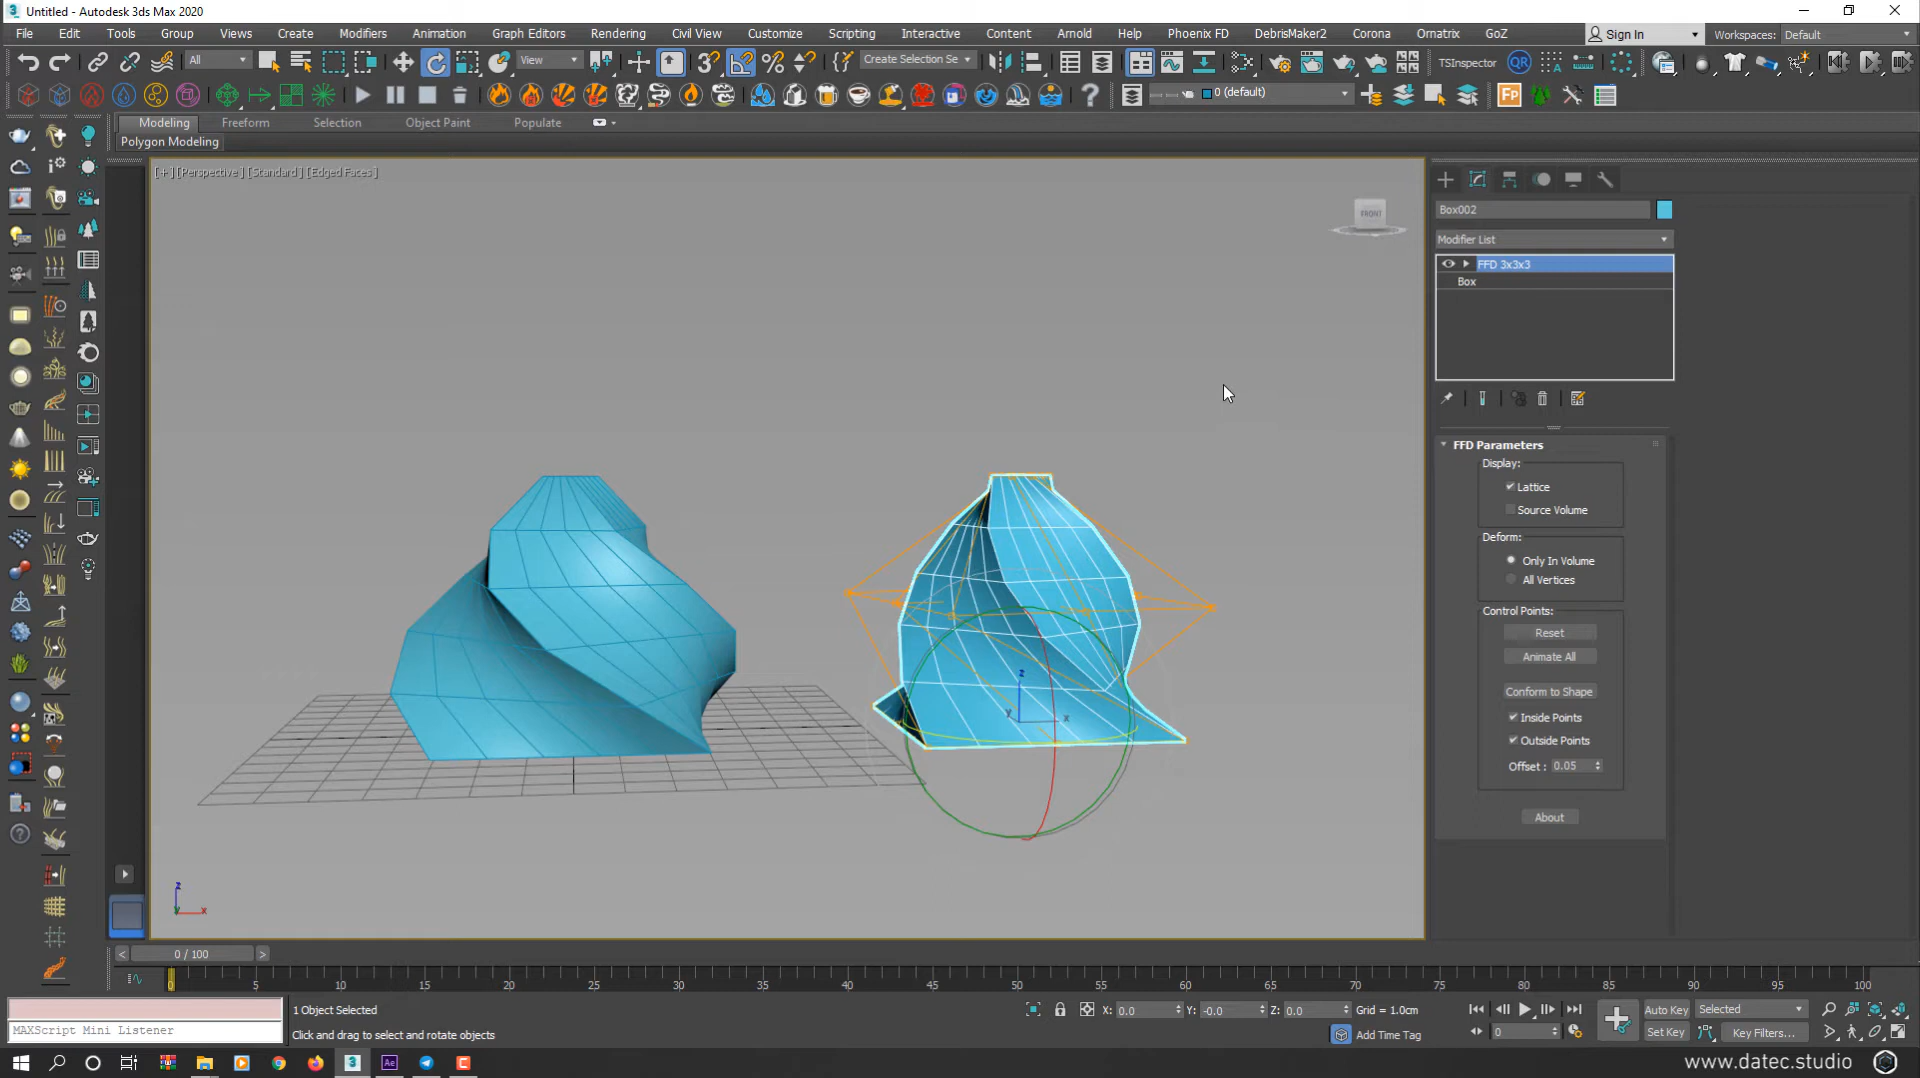 Untitled - Autodesk 3ds Max 2020
File Edit Tools Group Views Create Modifiers Animation Graph Editors Rendering Civil View Customize Scripting Interactive Content Arnold Help Phoenix FD DebrisMaker2 Corona Ornatrix GoZ Sign In Workspaces: Default
All View Create Selection Se TSInspector QR
0 (default) FP
Modeling Freeform Selection Object Paint Populate
Polygon Modeling
[+] [Perspective] [Standard] [Edged Faces]
FRONT
Box002
Modifier List
FFD 3x3x3
Box
FFD Parameters
Display:
Lattice
Source Volume
Deform:
Only In Volume
All Vertices
Control Points:
Reset
Animate All
Conform to Shape
Inside Points
Outside Points
Offset : 0.05
About
z
y x
z
x
0 / 100
0 5 10 15 20 25 30 35 40 45 50 55 60 65 70 75 80 85 90 95 100
1 Object Selected X: 0.0 Y: -0.0 Z: 0.0 Grid = 1.0cm Auto Key Selected
MAXScript Mini Listener
Click and drag to select and rotate objects Add Time Tag 0 Set Key Key Filters...
3 Ae C
www.datec.studio